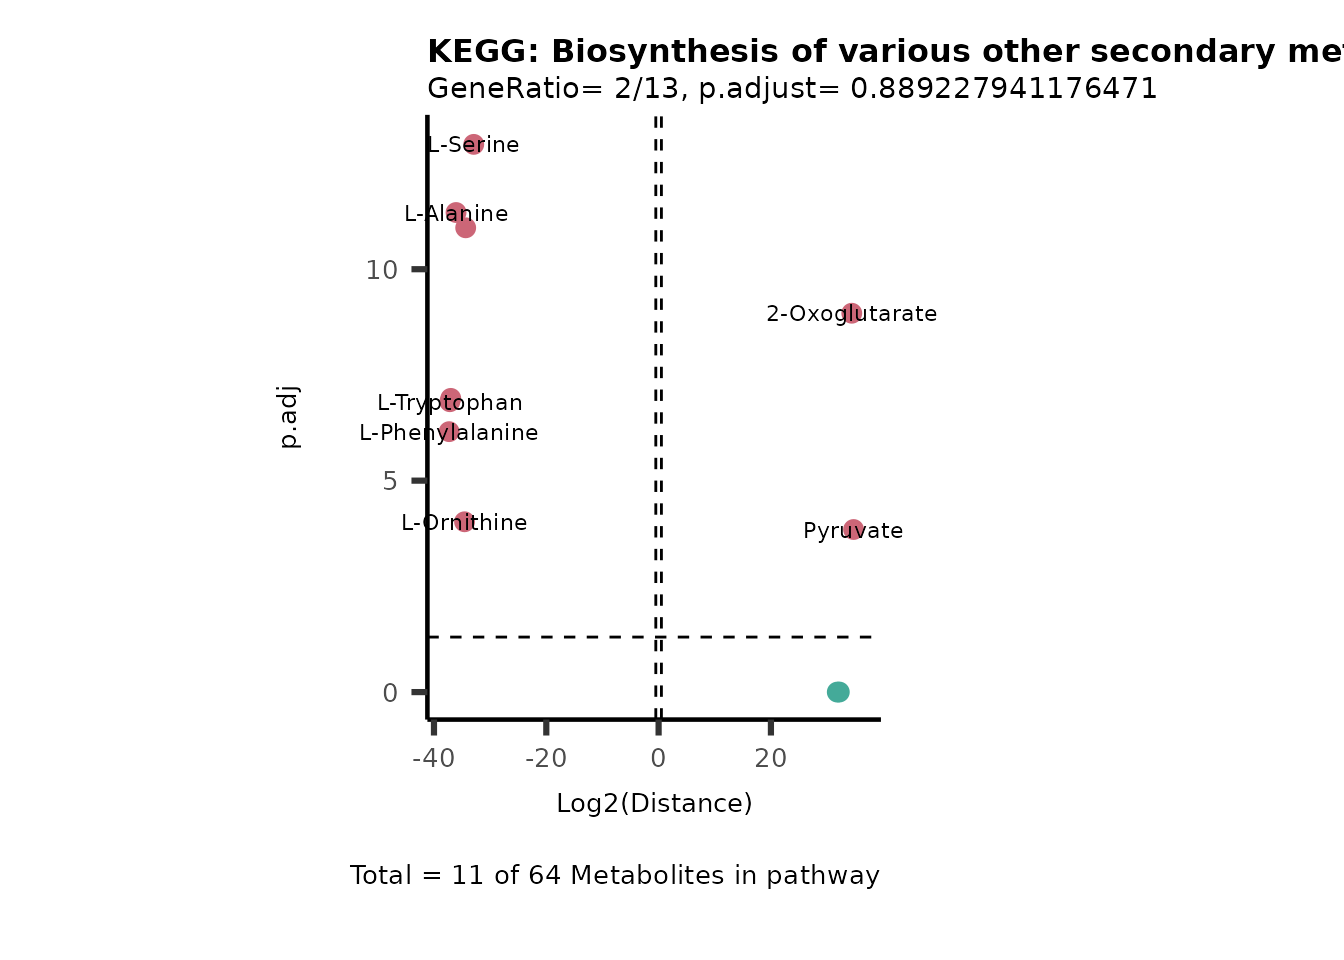 KEGG: Biosynthesis of various other secondary me
GeneRatio= 2/13, p.adjust= 0.889227941176471
L-Serine
L-Alanine
10
2-Oxoglutarate
p.adj
L-Tryptophan
L-Phenylalanine
5
L-Ornithine
Pyruvate
0
-40 -20 0 20
Log2(Distance)
Total = 11 of 64 Metabolites in pathway